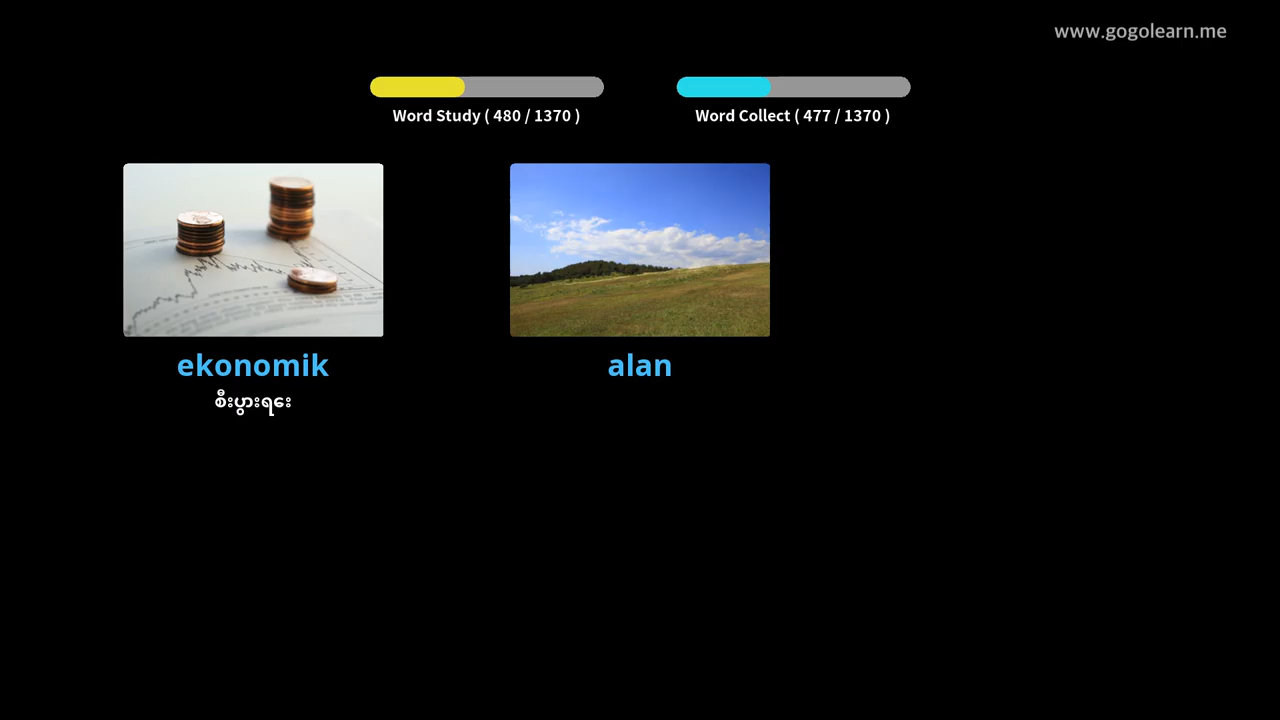 www.gogolearn.me
Word Study ( 480 / 1370 )
Word Collect ( 477 / 1370 )
ekonomik
alan
စီးပွားရေး